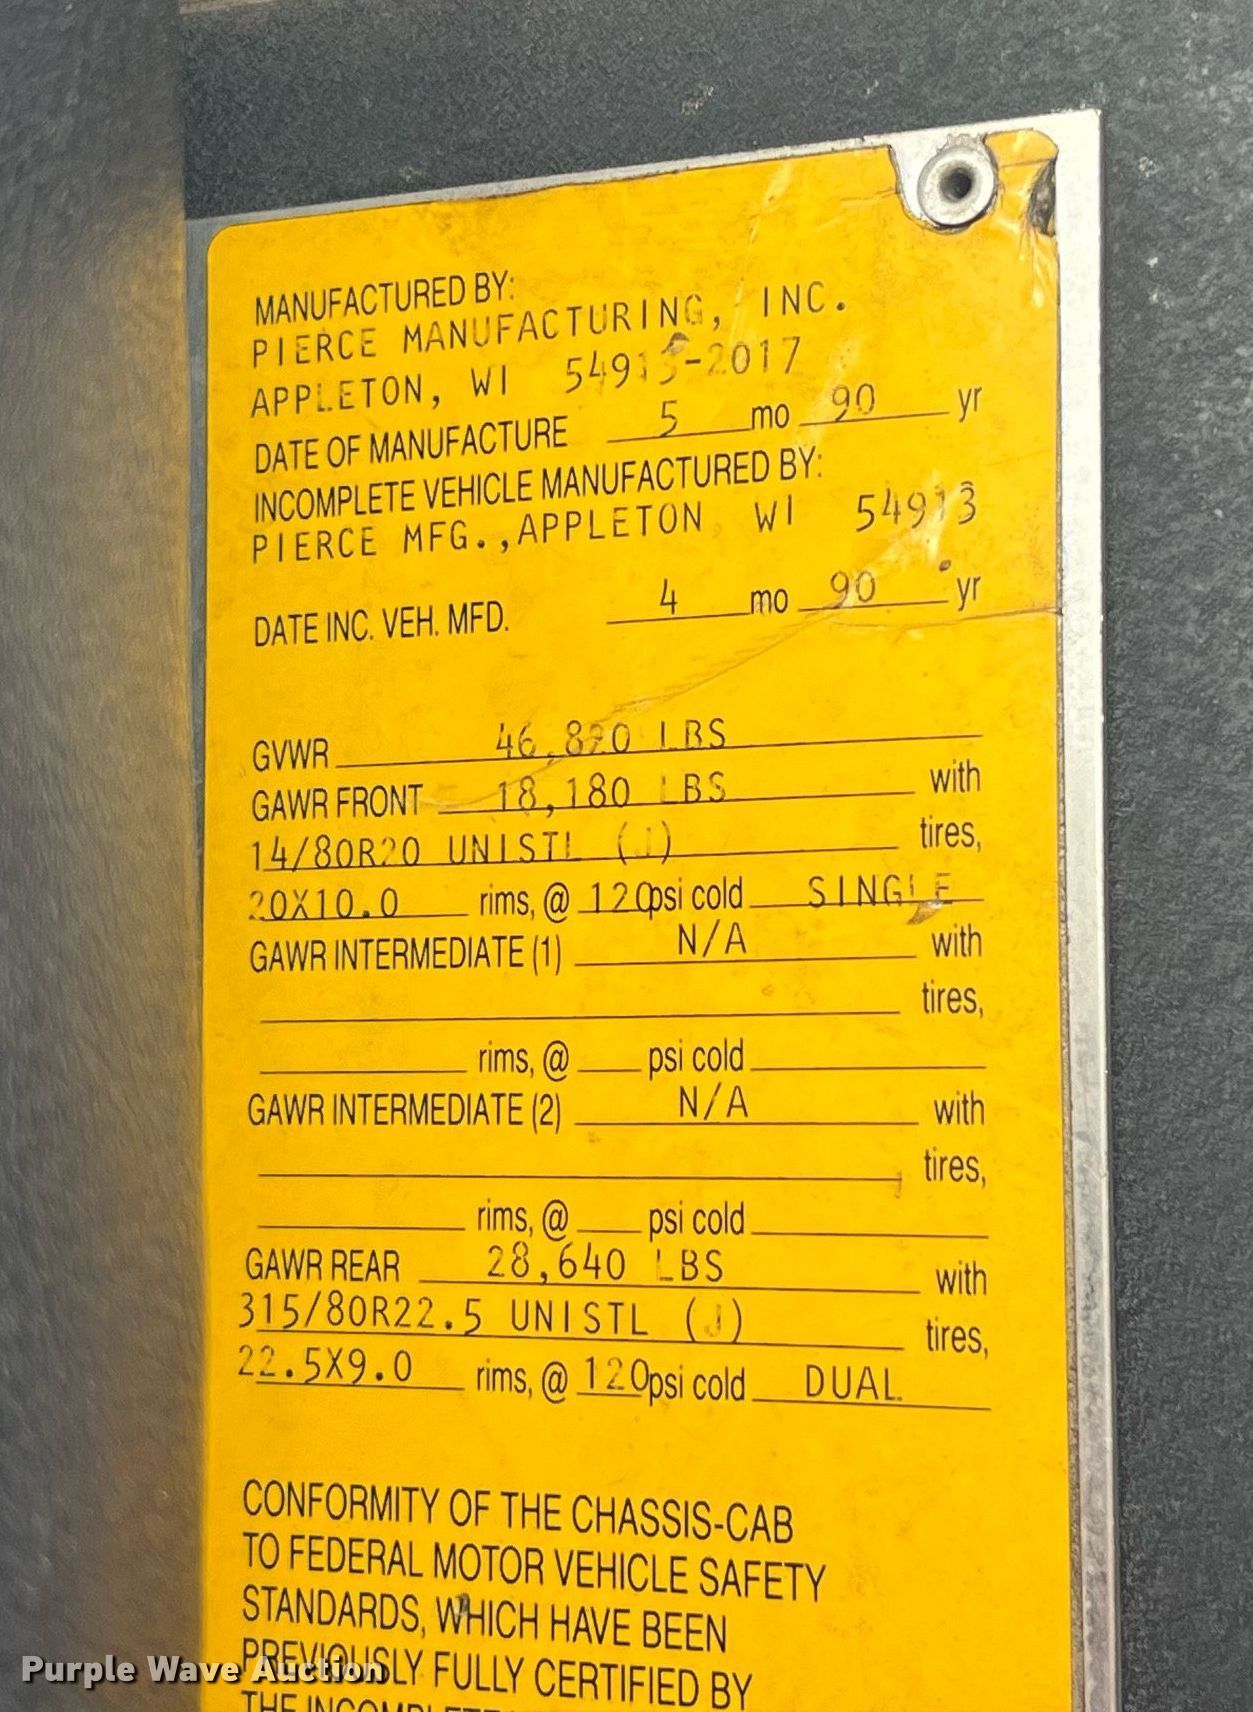 MANUFACTURED BY:
PIERCE MANUFACTURING, INC.
APPLETON, WI 54913-2017
DATE OF MANUFACTURE 5 mo 90 yr
INCOMPLETE VEHICLE MANUFACTURED BY:
PIERCE MFG.,APPLETON WI 54913
DATE INC. VEH. MFD. 4 mo 90 yr
GVWR 46,820 LBS
GAWR FRONT 18,180 LBS with
14/80R20 UNISTL (J) tires,
20X10.0 rims, @ 120psi cold SINGLE
GAWR INTERMEDIATE (1) N/A with
tires,
rims, @ psi cold
GAWR INTERMEDIATE (2) N/A with
tires,
rims, @ psi cold
GAWR REAR 28,640 LBS with
315/80R22.5 UNISTL (J) tires,
22.5X9.0 rims, @ 120psi cold DUAL
CONFORMITY OF THE CHASSIS-CAB
TO FEDERAL MOTOR VEHICLE SAFETY
STANDARDS, WHICH HAVE BEEN
PREVIOUSLY FULLY CERTIFIED BY
THE
Purple Wave Auction